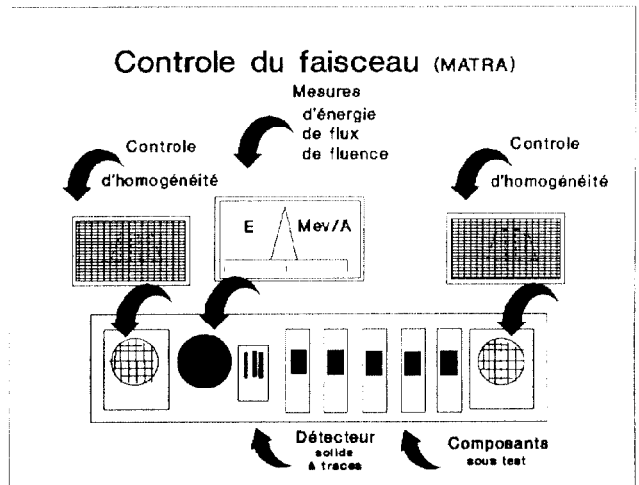 Controle du faisceau (MATRA)
Mesures
d'énergie
de flux
de fluence
Controle
d'homogénéité
Controle
d'homogénéité
E Mev/A
Détecteur
solide
à traces
Composants
sous test